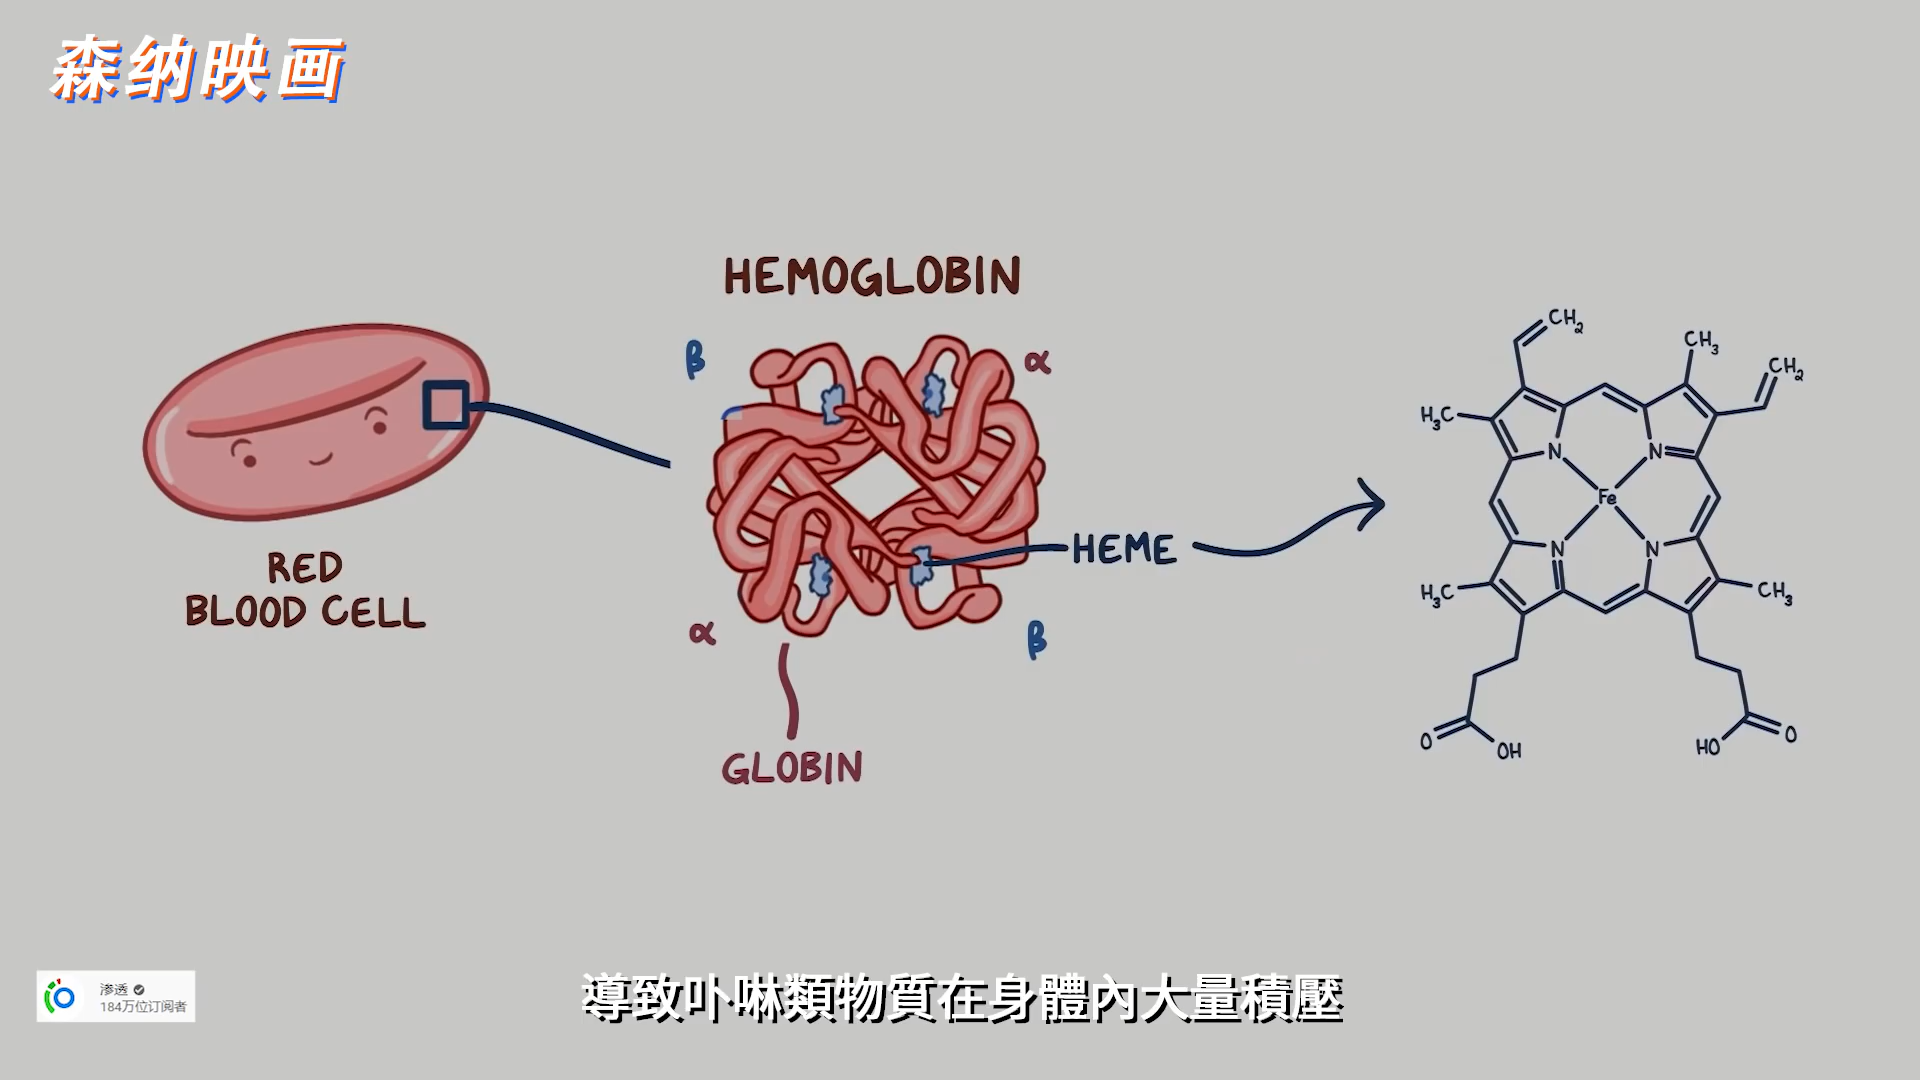 森纳映画
HEMOGLOBIN
β
α
RED
BLOOD CELL
HEME
α
β
GLOBIN
CH2
CH3
CH2
H3C
N
N
Fe
N
N
H3C
CH3
O
OH
HO
O
渗透
184万位订阅者
導致卟啉類物質在身體內大量積壓